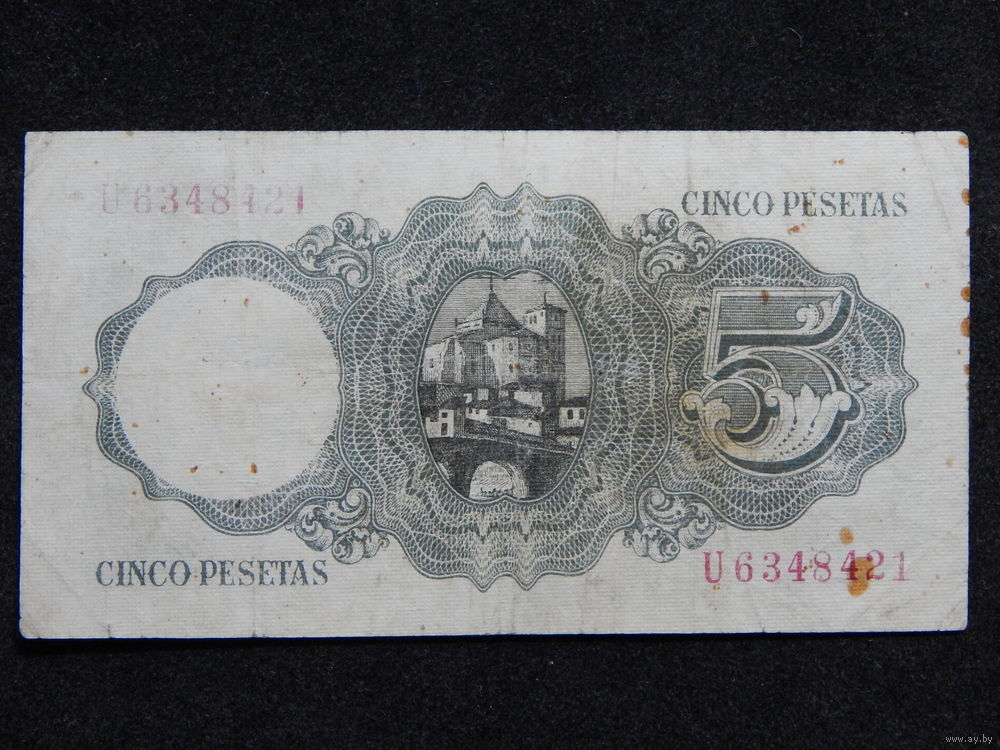 U6348421
CINCO PESETAS
5
CINCO PESETAS
U6348421
www.ay.by